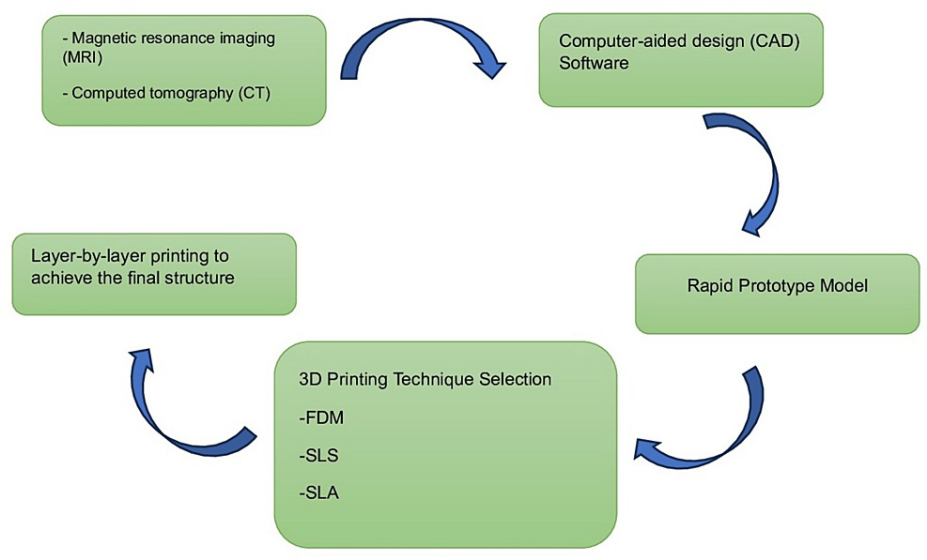 - Magnetic resonance imaging
(MRI)
- Computed tomography (CT)
Computer-aided design (CAD)
Software
Rapid Prototype Model
3D Printing Technique Selection
-FDM
-SLS
-SLA
Layer-by-layer printing to
achieve the final structure